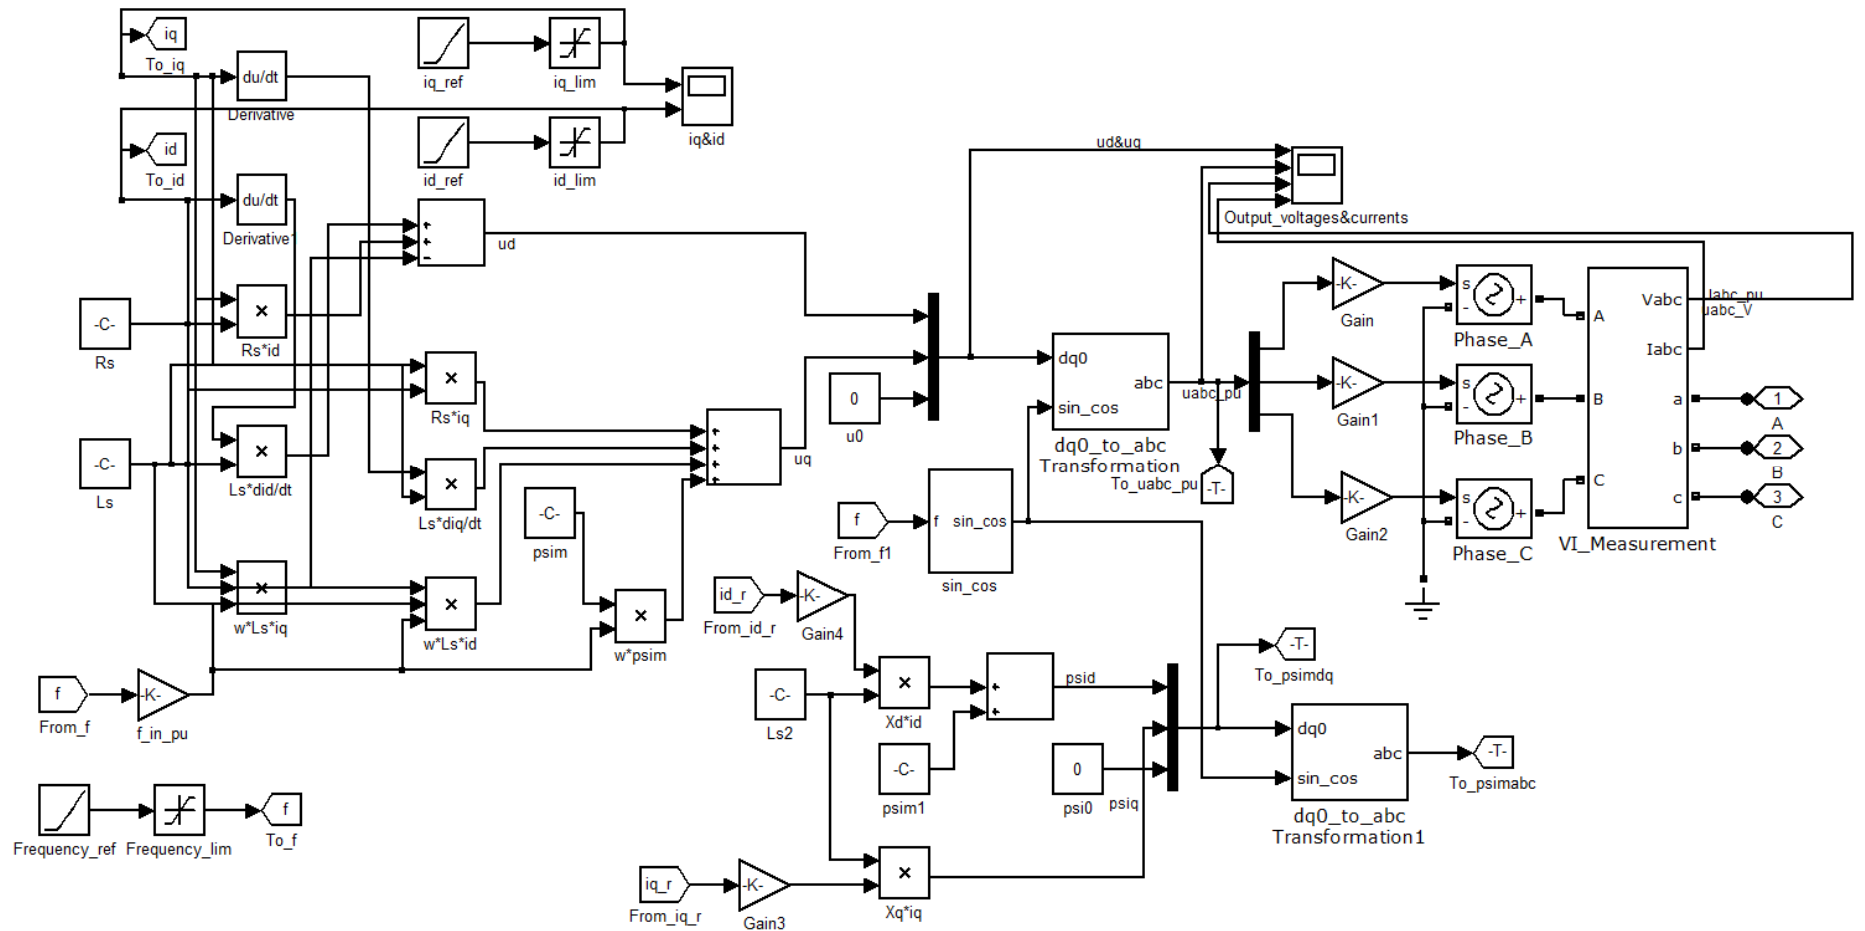 iq
To_iq
du/dt
Derivative
iq_ref
iq_lim
iq&id
id
To_id
id_ref
id_lim
du/dt
Derivative1
ud
ud&uq
Output_voltages&currents
-C-
Rs
×
Rs*id
×
Rs*iq
-C-
Ls
×
Ls*did/dt
×
Ls*diq/dt
uq
0
u0
dq0
sin_cos
abc
dq0_to_abc
Transformation
uabc_pu
To_uabc_pu
-T-
-K-
Gain
-K-
Gain1
-K-
Gain2
s
-
+
Phase_A
s
-
+
Phase_B
s
-
+
Phase_C
A
B
C
Vabc
Iabc
a
b
c
VI_Measurement
uabc_V
1
A
2
B
3
C
-C-
psim
f
From_f1
f
sin_cos
sin_cos
×
w*Ls*iq
×
w*Ls*id
×
w*psim
id_r
From_id_r
-K-
Gain4
f
From_f
-K-
f_in_pu
-C-
Ls2
×
Xd*id
-C-
psim1
psid
0
psi0
psiq
-T-
To_psimdq
dq0
sin_cos
abc
dq0_to_abc
Transformation1
-T-
To_psimabc
Frequency_ref
Frequency_lim
f
To_f
iq_r
From_iq_r
-K-
Gain3
×
Xq*iq